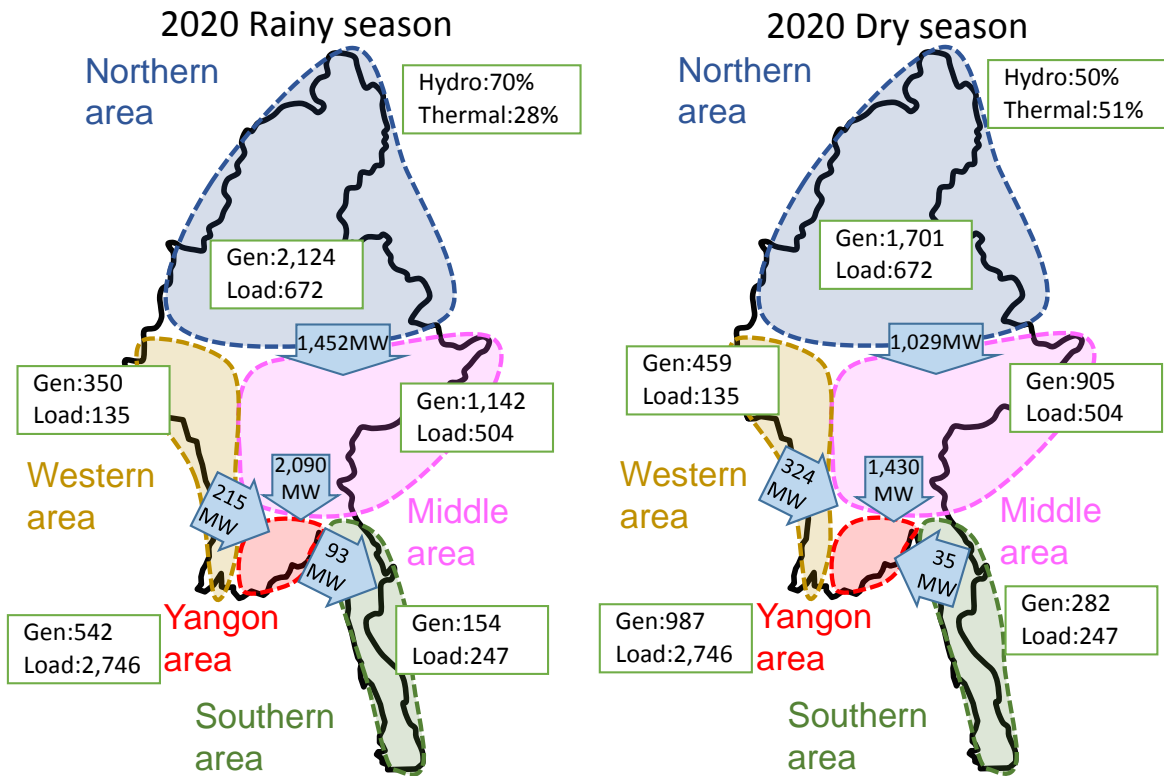 2020 Rainy season
Northern
area
Hydro:70%
Thermal:28%
Gen:2,124
Load:672
1,452MW
Gen:350
Load:135
Gen:1,142
Load:504
Western
area
215
MW
2,090
MW
Middle
area
93
MW
Gen:542
Load:2,746
Yangon
area
Gen:154
Load:247
Southern
area
2020 Dry season
Northern
area
Hydro:50%
Thermal:51%
Gen:1,701
Load:672
1,029MW
Gen:459
Load:135
Gen:905
Load:504
Western
area
324
MW
1,430
MW
Middle
area
35
MW
Gen:987
Load:2,746
Yangon
area
Gen:282
Load:247
Southern
area